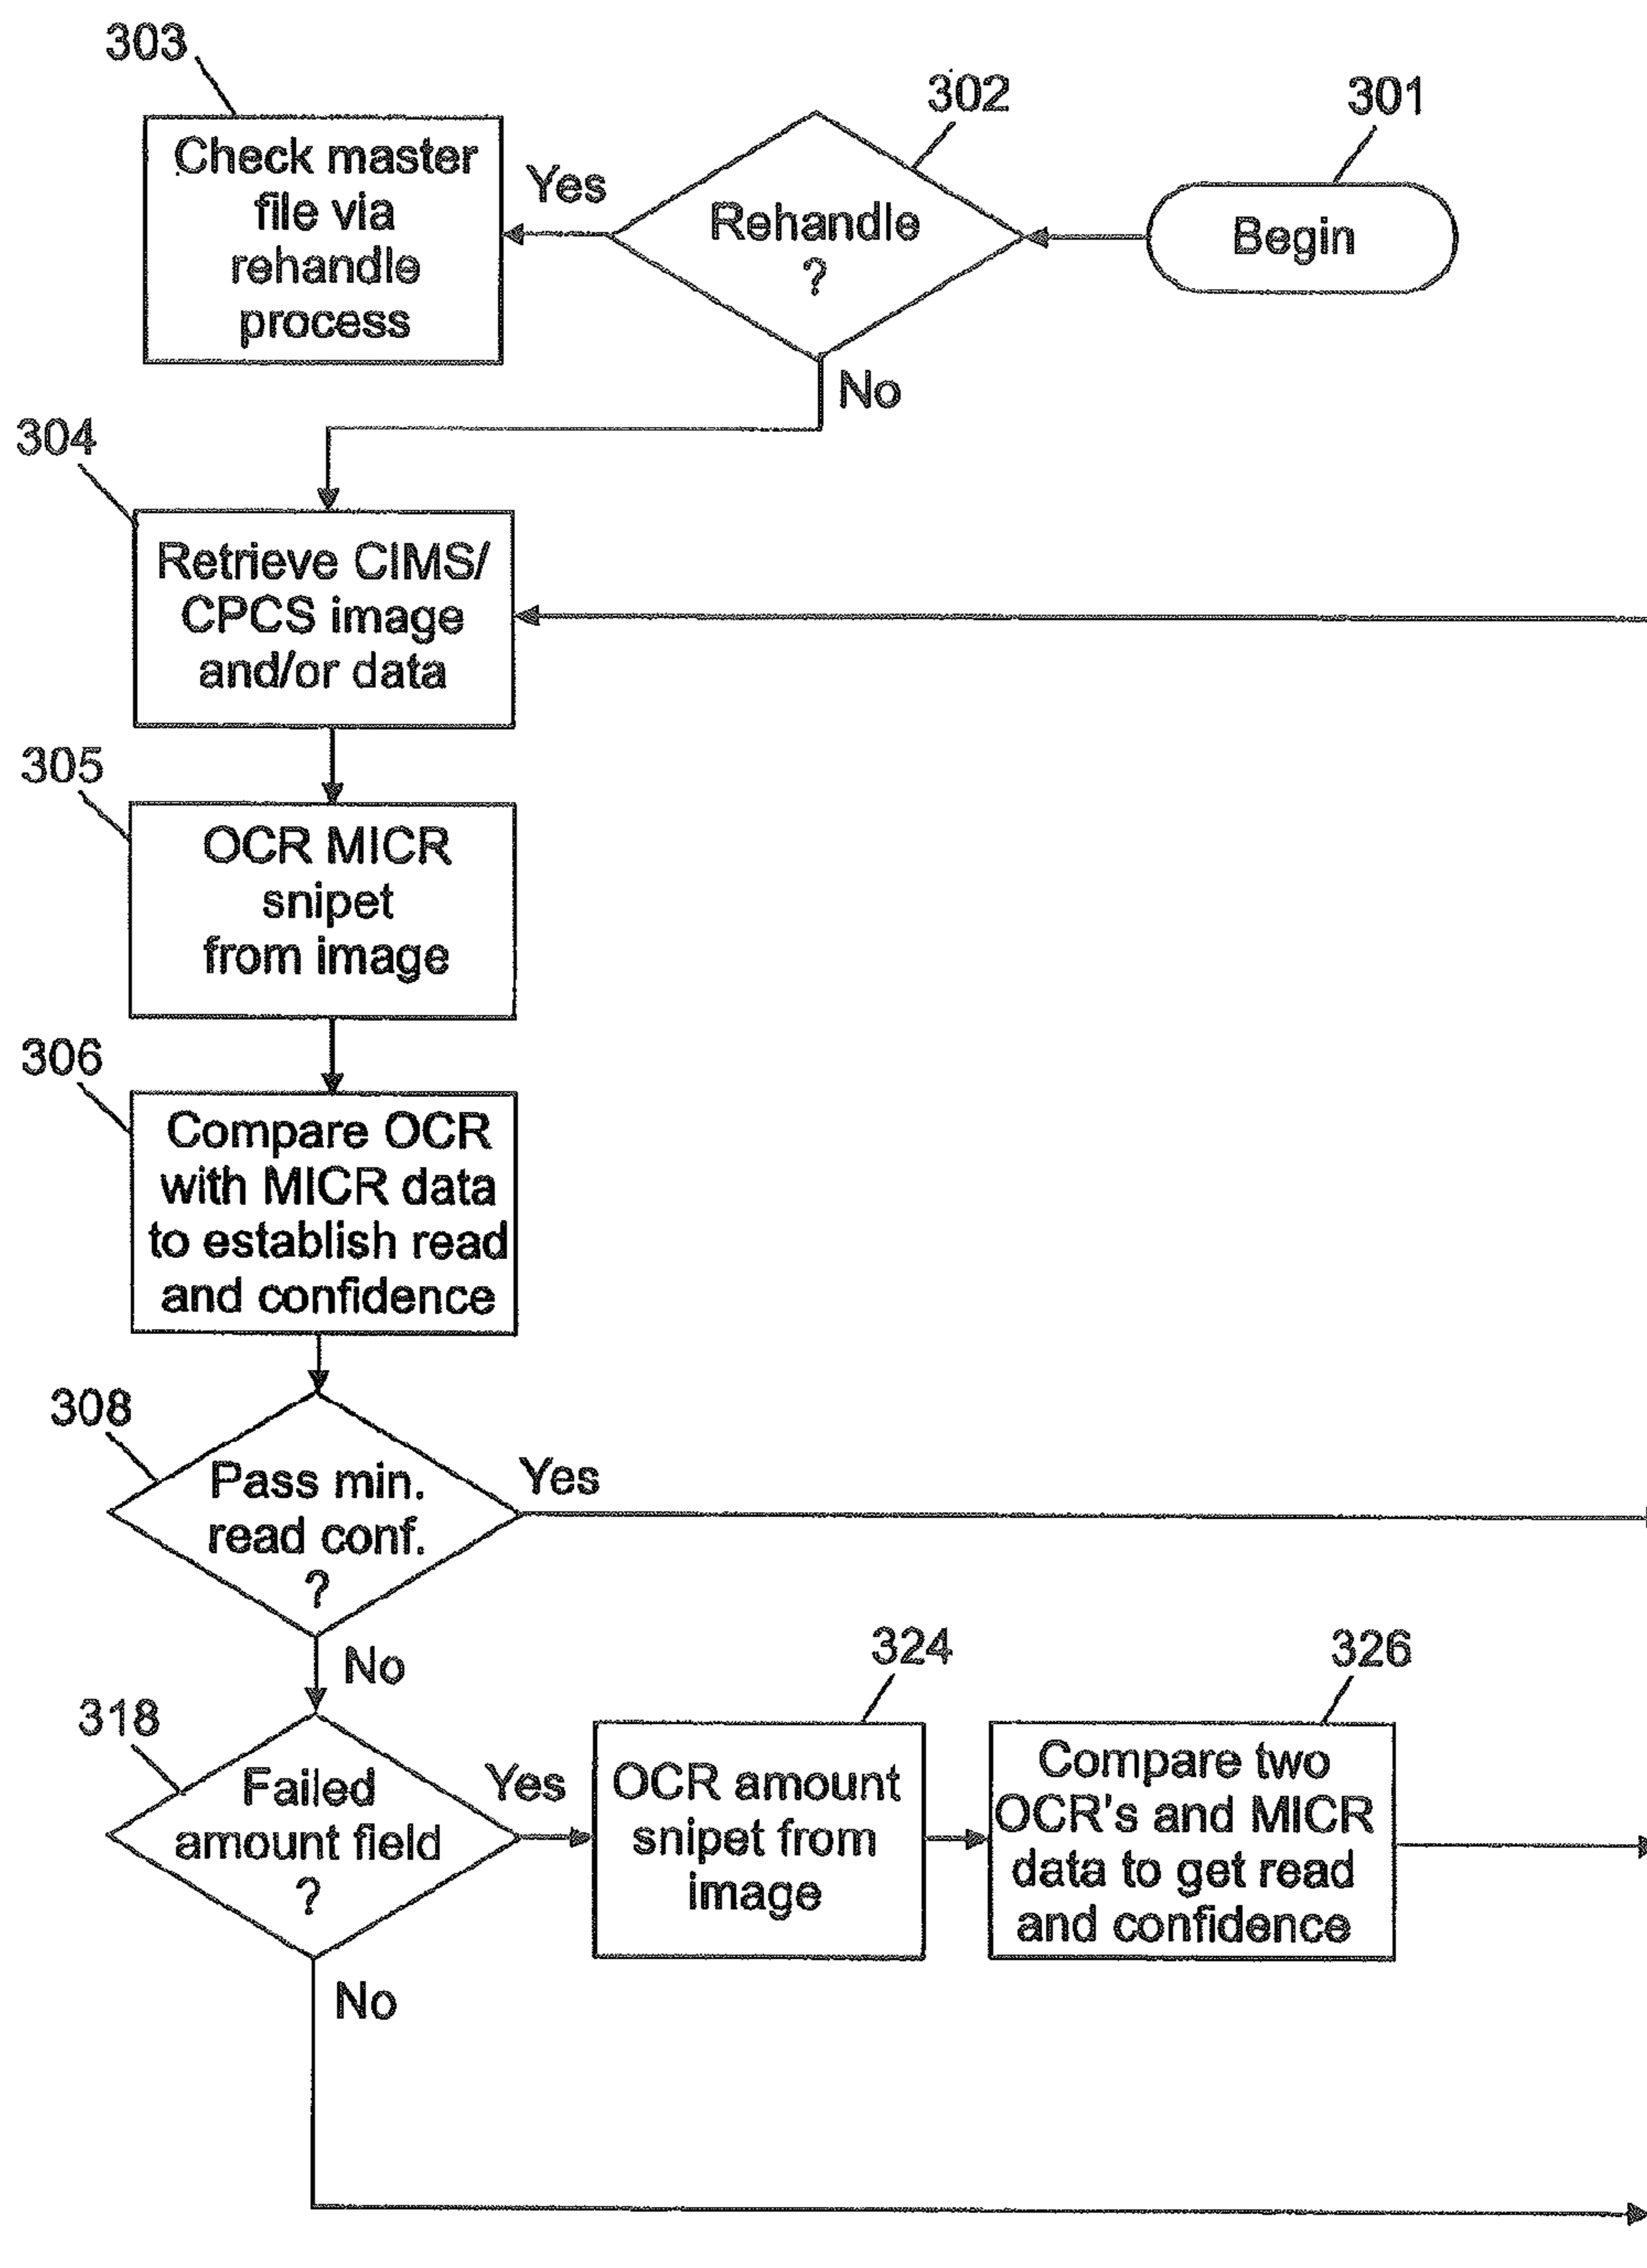 303
302
301
Check master
file via
rehandle
process
Yes
Rehandle
?
Begin
No
304
Retrieve CIMS/
CPCS image
and/or data
305
OCR MICR
snipet
from image
306
Compare OCR
with MICR data
to establish read
and confidence
308
Pass min.
read conf.
?
Yes
No
318
Failed
amount field
?
Yes
No
324
OCR amount
snipet from
image
326
Compare two
OCR's and MICR
data to get read
and confidence